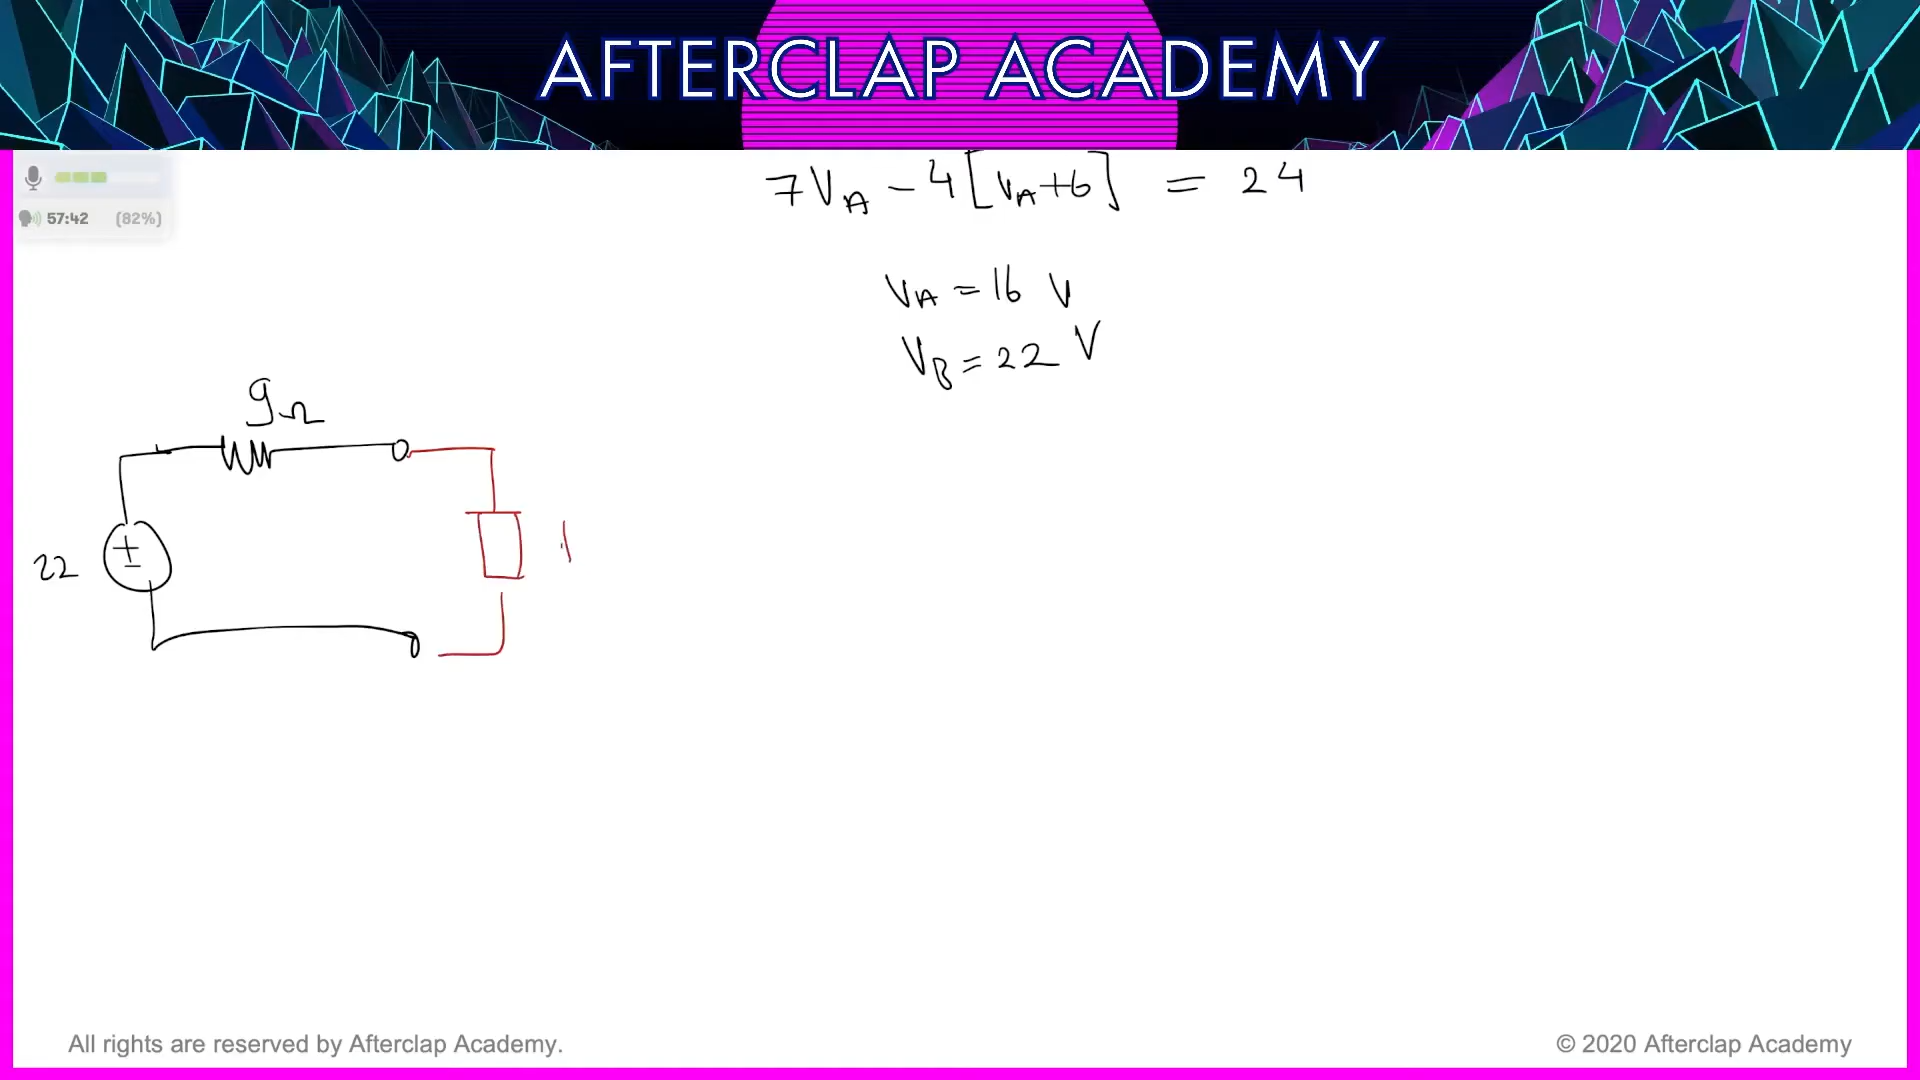 AFTERCLAP ACADEMY
57:42 (82%)
7VA - 4[VA+6] = 24
VA = 16 V
VB = 22 V
9Ω
22
+
-
All rights are reserved by Afterclap Academy.
© 2020 Afterclap Academy